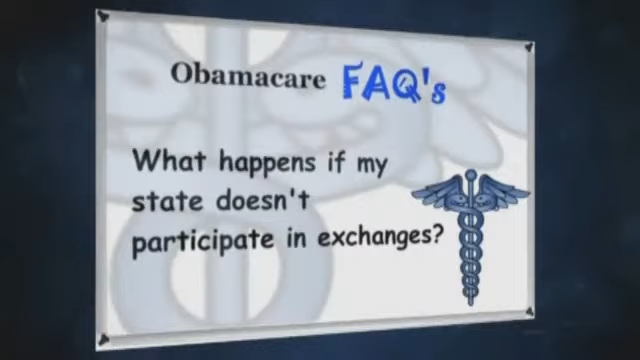 Obamacare FAQ's
What happens if my
state doesn't
participate in exchanges?